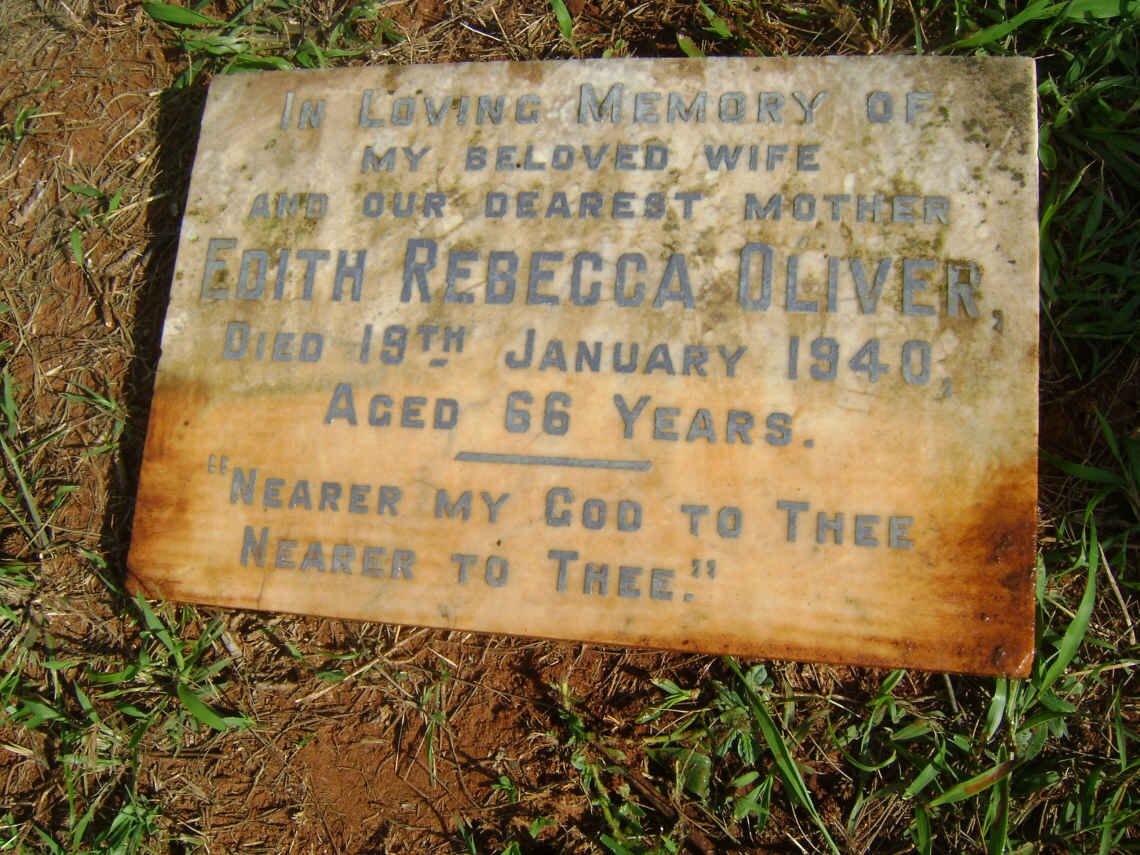 In Loving Memory of
my beloved wife
and our dearest mother
Edith Rebecca Oliver,
Died 19th January 1940,
Aged 66 Years.
"Nearer my God to Thee
Nearer to Thee."